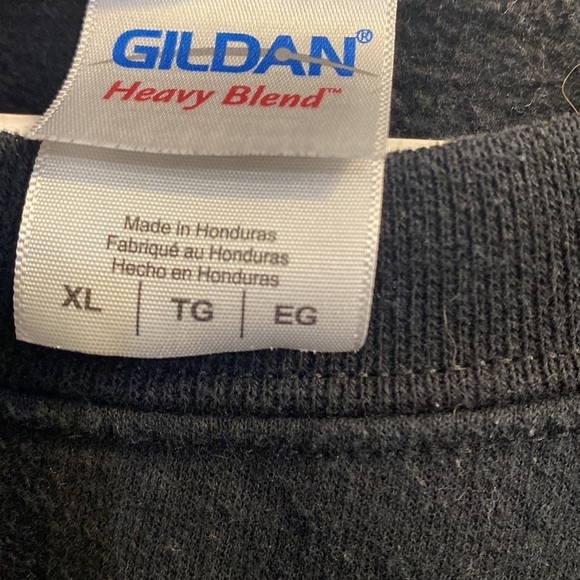 GILDAN®
Heavy Blend™
Made in Honduras
Fabriqué au Honduras
Hecho en Honduras
XL | TG | EG